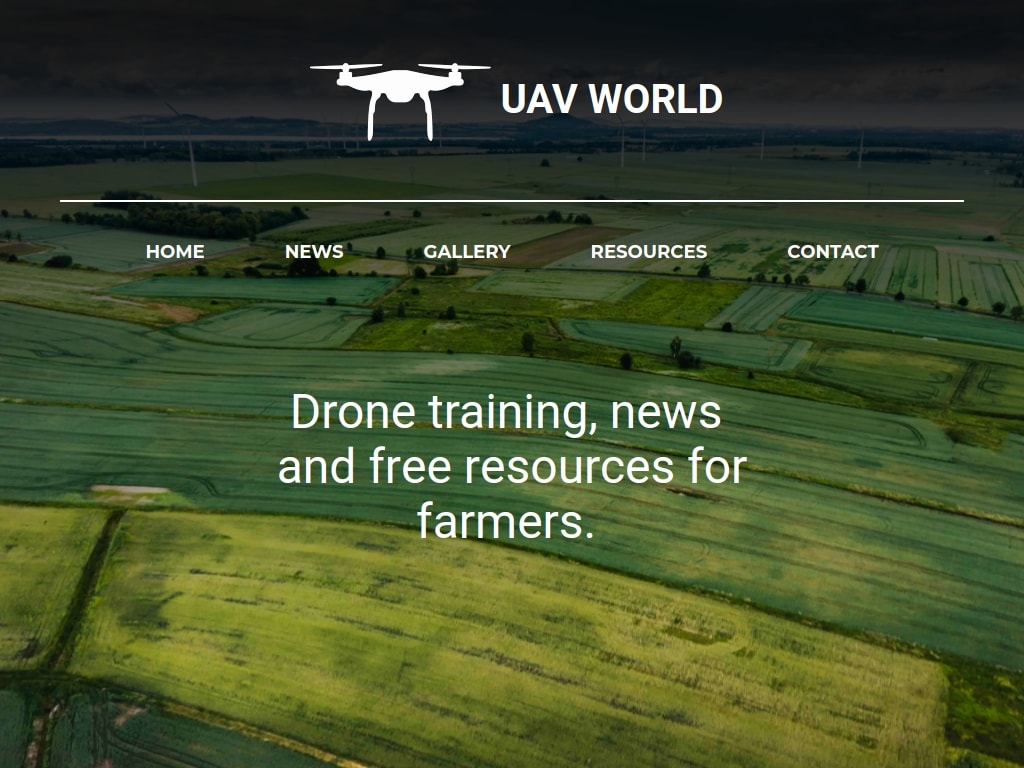 UAV WORLD
HOME NEWS GALLERY RESOURCES CONTACT
Drone training, news
and free resources for
farmers.